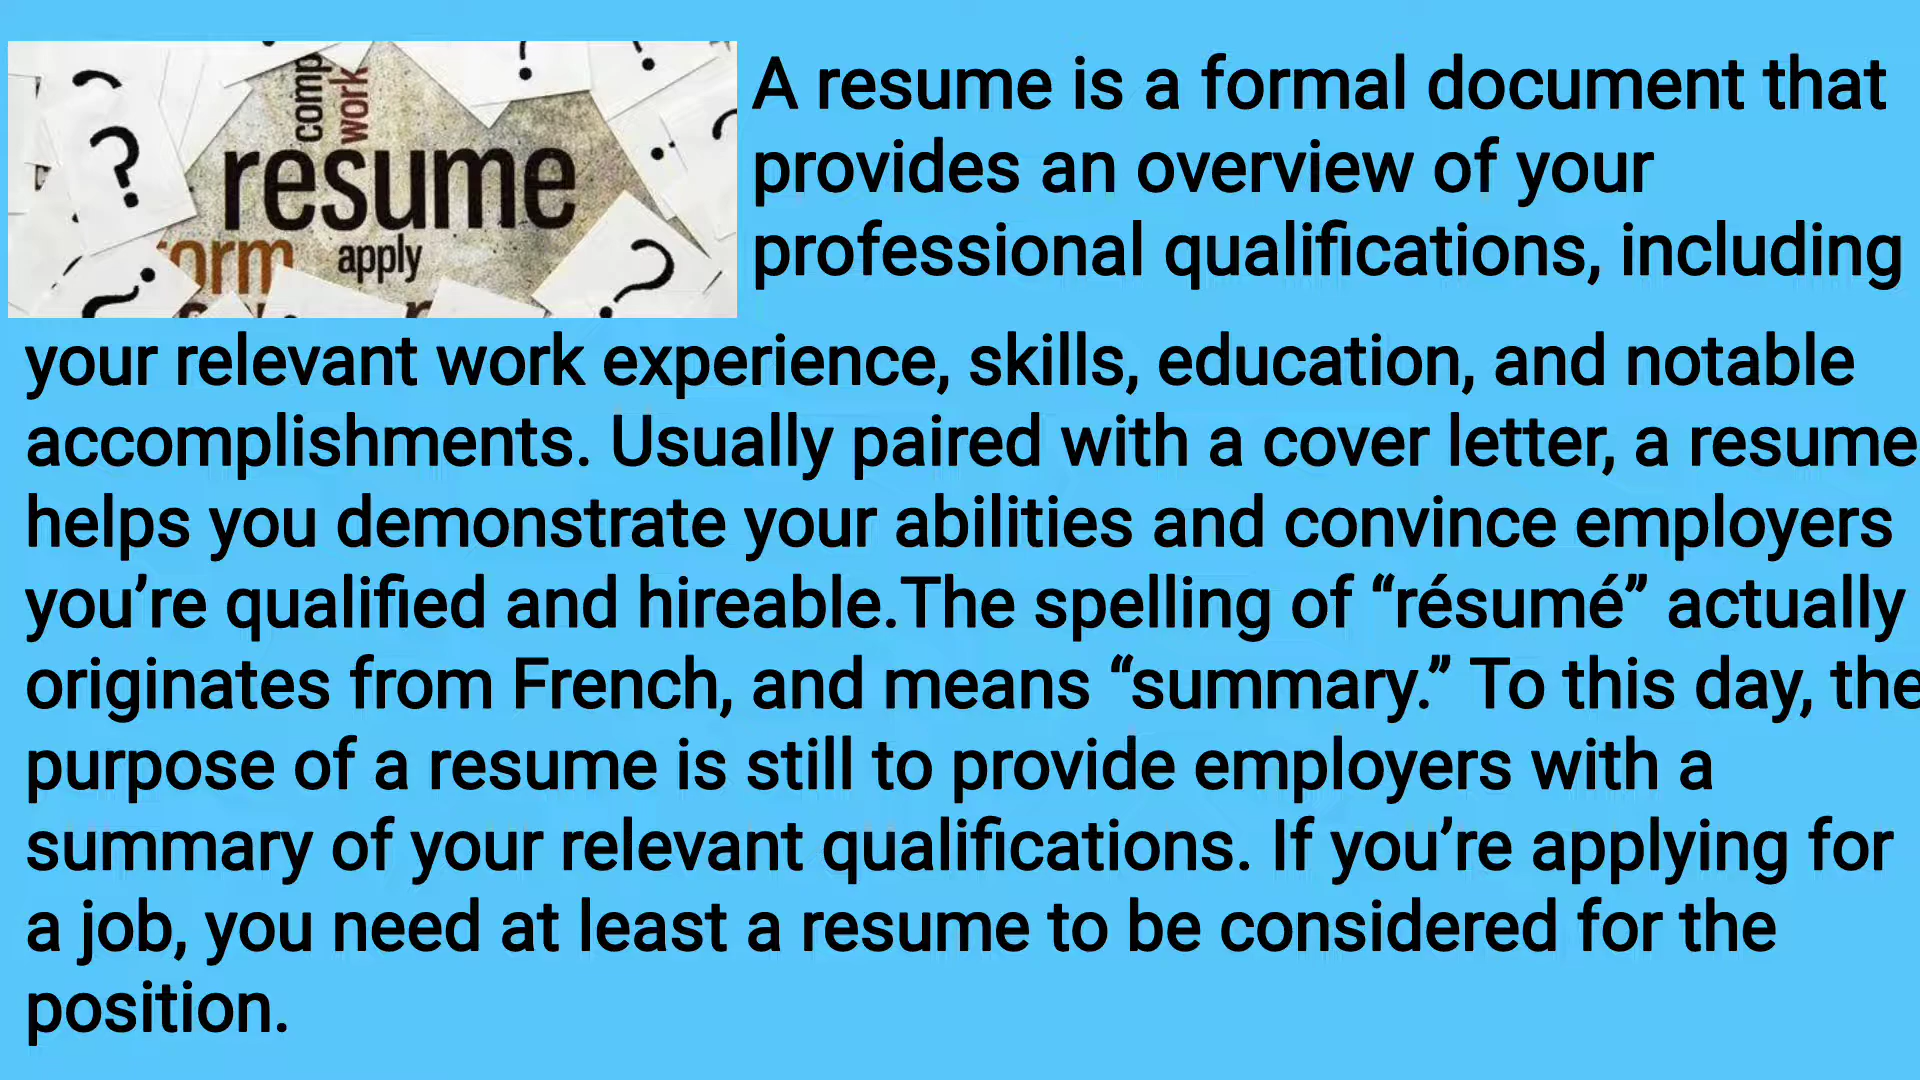 comp
work
resume
orm
apply
A resume is a formal document that
provides an overview of your
professional qualifications, including
your relevant work experience, skills, education, and notable
accomplishments. Usually paired with a cover letter, a resume
helps you demonstrate your abilities and convince employers
you’re qualified and hireable.The spelling of “résumé” actually
originates from French, and means “summary.” To this day, the
purpose of a resume is still to provide employers with a
summary of your relevant qualifications. If you’re applying for
a job, you need at least a resume to be considered for the
position.